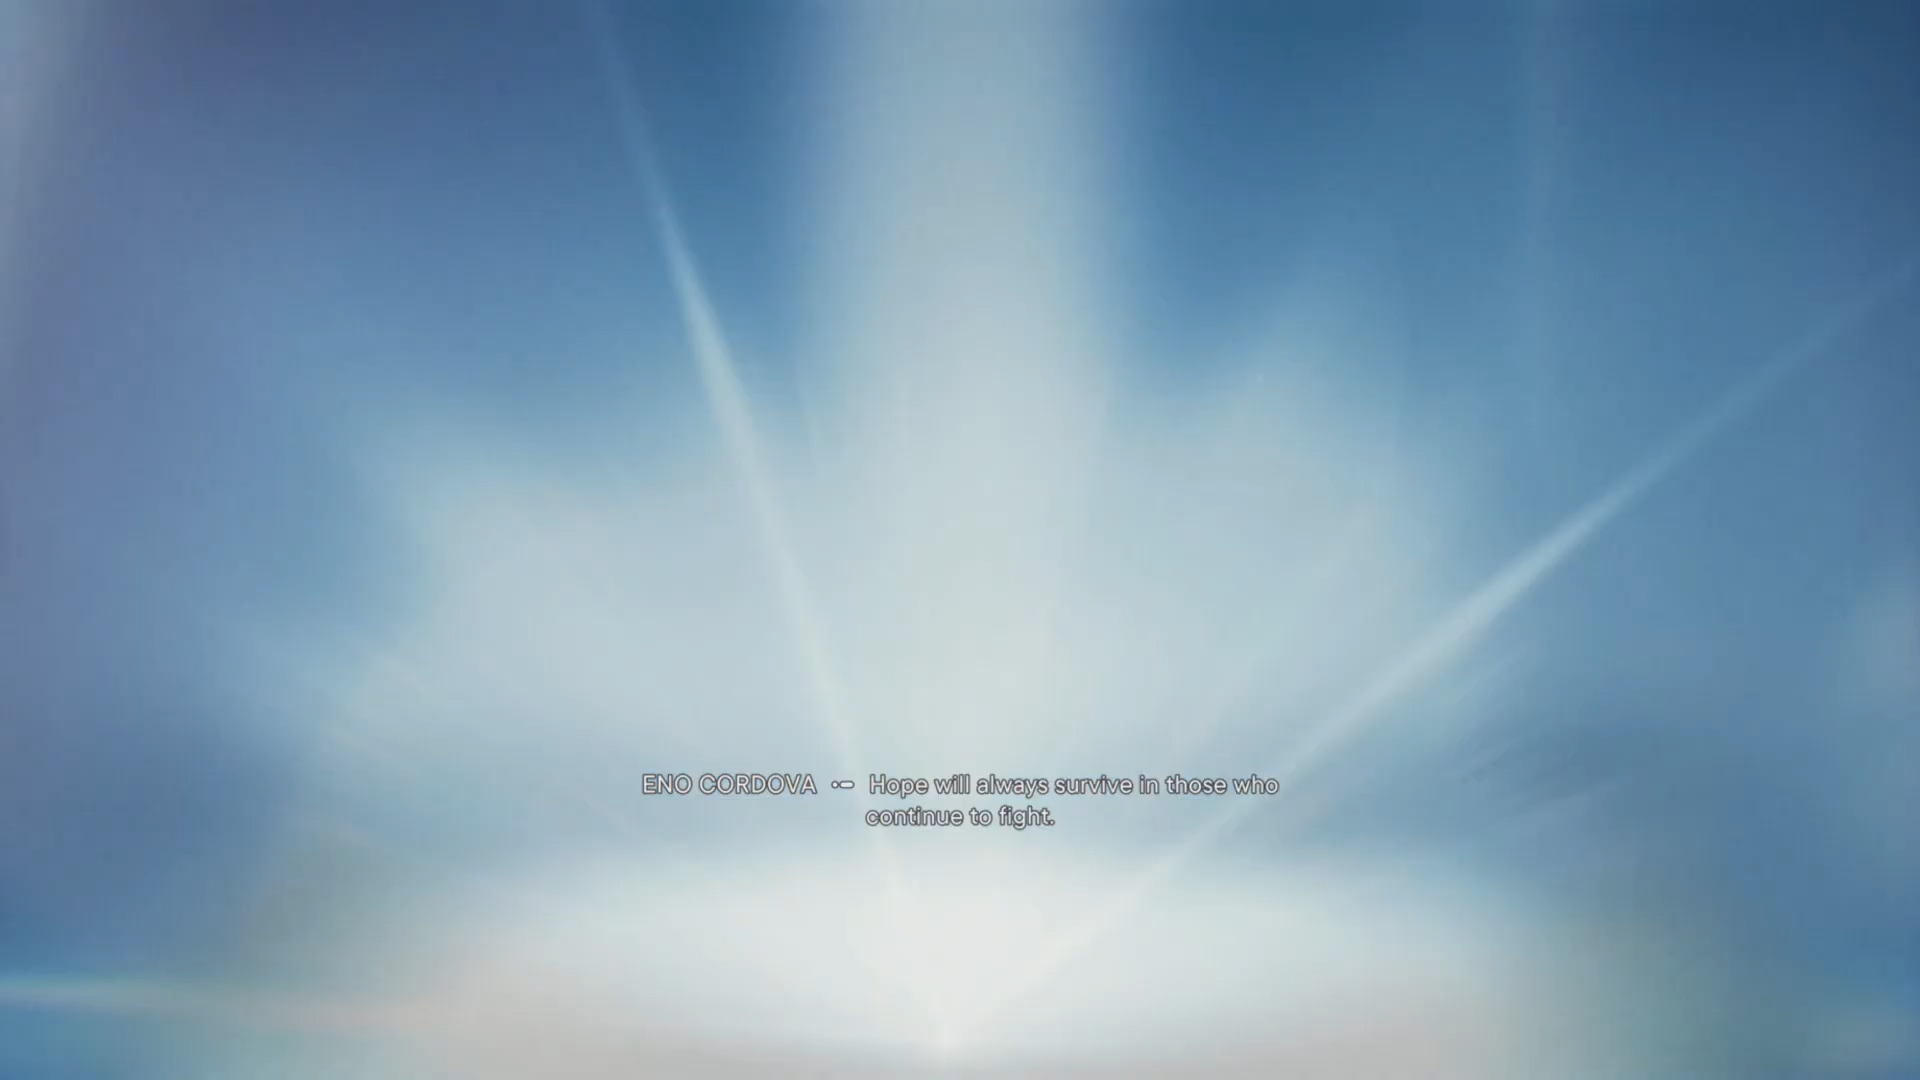 ENO CORDOVA •– Hope will always survive in those who
continue to fight.